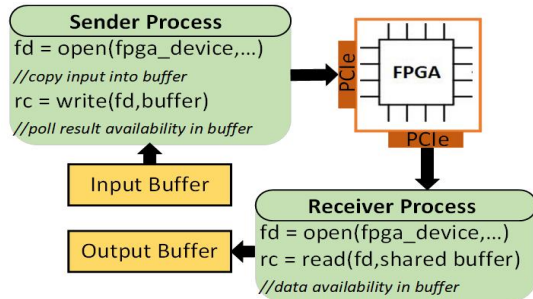 Sender Process
fd = open(fpga_device,...)
//copy input into buffer
rc = write(fd,buffer)
//poll result availability in buffer
PCIe
FPGA
PCIe
Input Buffer
Output Buffer
Receiver Process
fd = open(fpga_device,...)
rc = read(fd,shared buffer)
//data availability in buffer